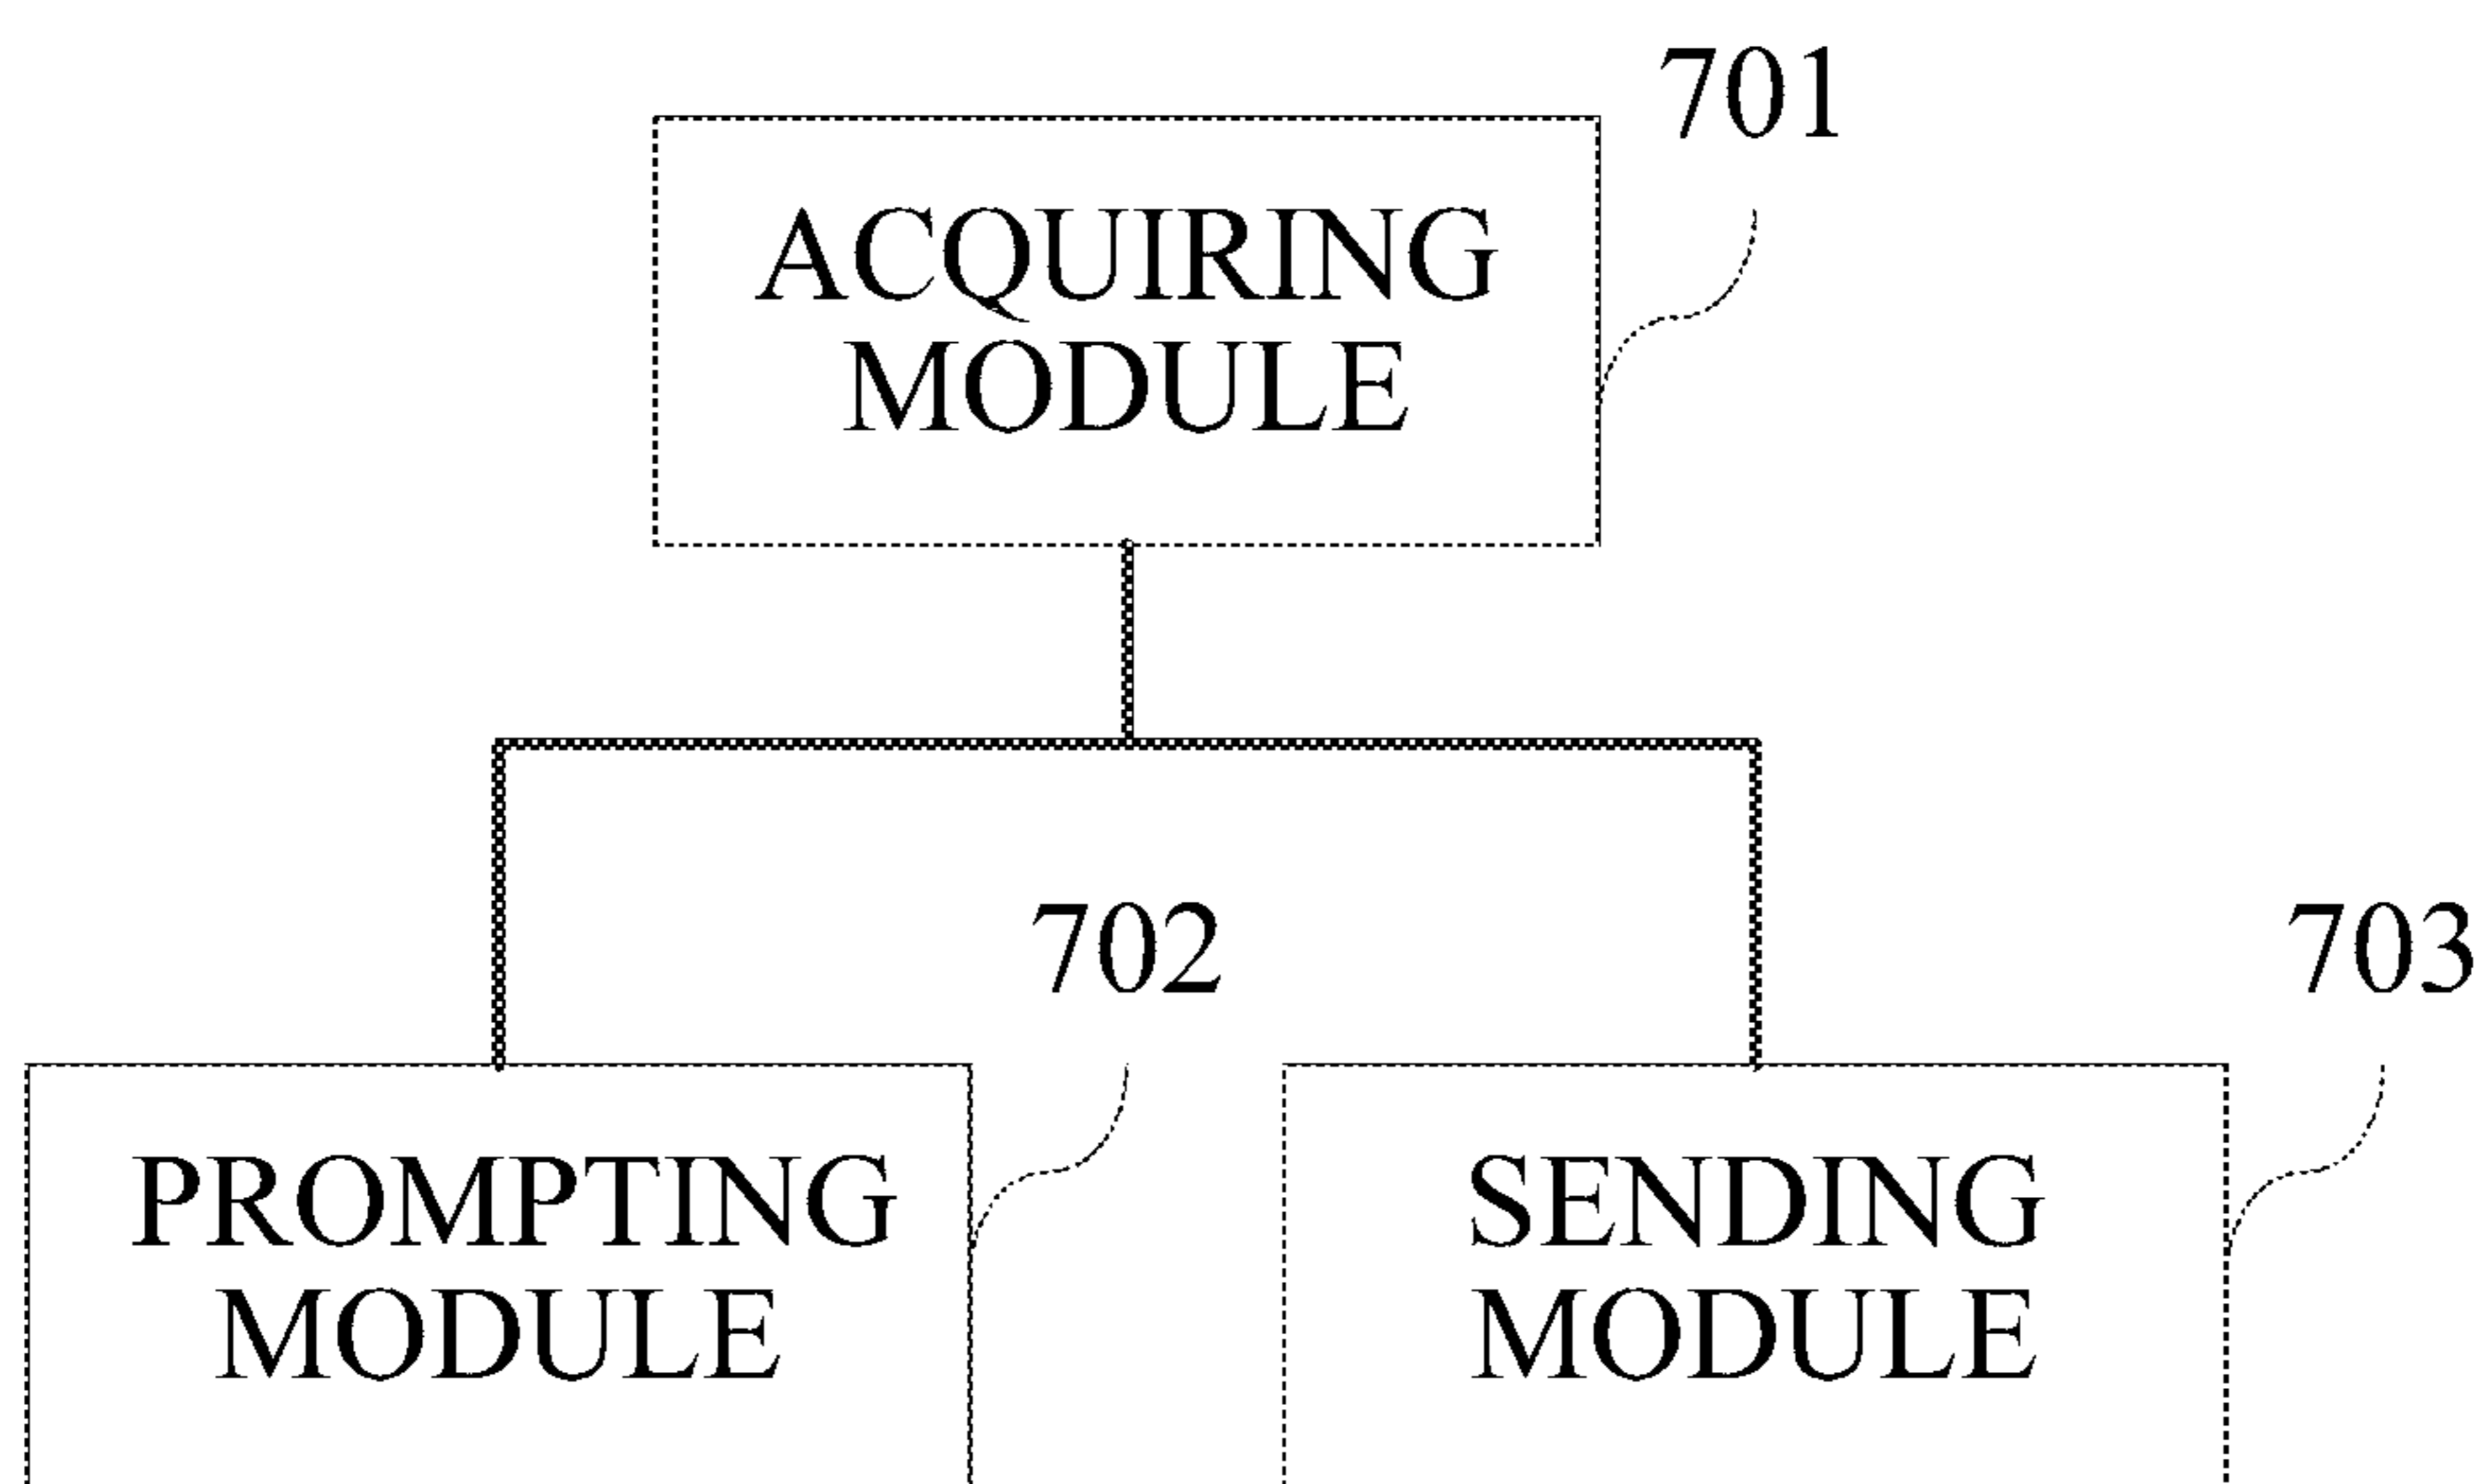 701
ACQUIRING
MODULE
702
703
PROMPTING
MODULE
SENDING
MODULE